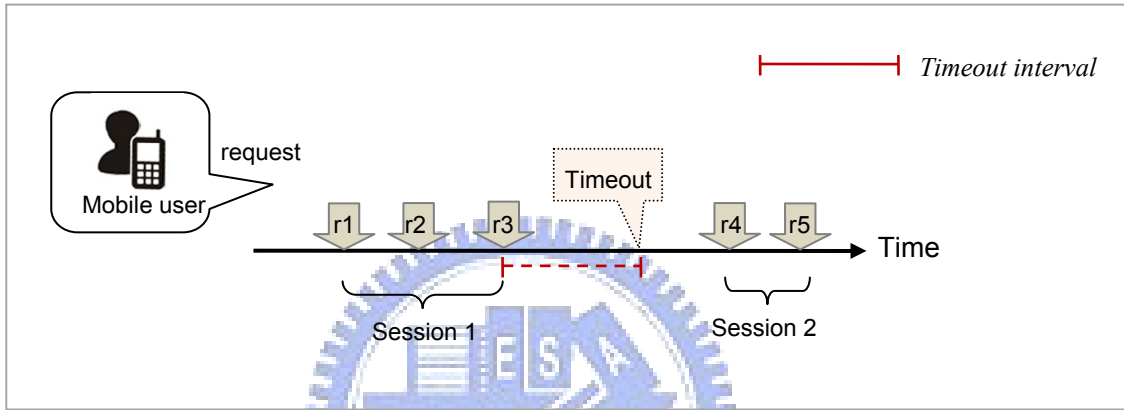 Timeout interval
request
Mobile user
Timeout
r1
r2
r3
r4
r5
Time
Session 1
Session 2
E S A